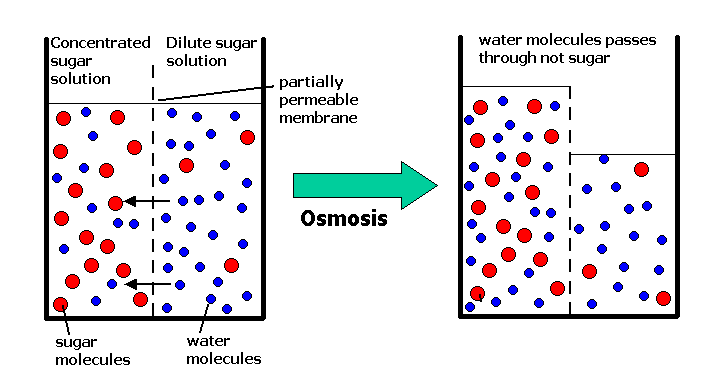 Concentrated
sugar
solution
Dilute sugar
solution
partially
permeable
membrane
sugar
molecules
water
molecules
Osmosis
water molecules passes
through not sugar